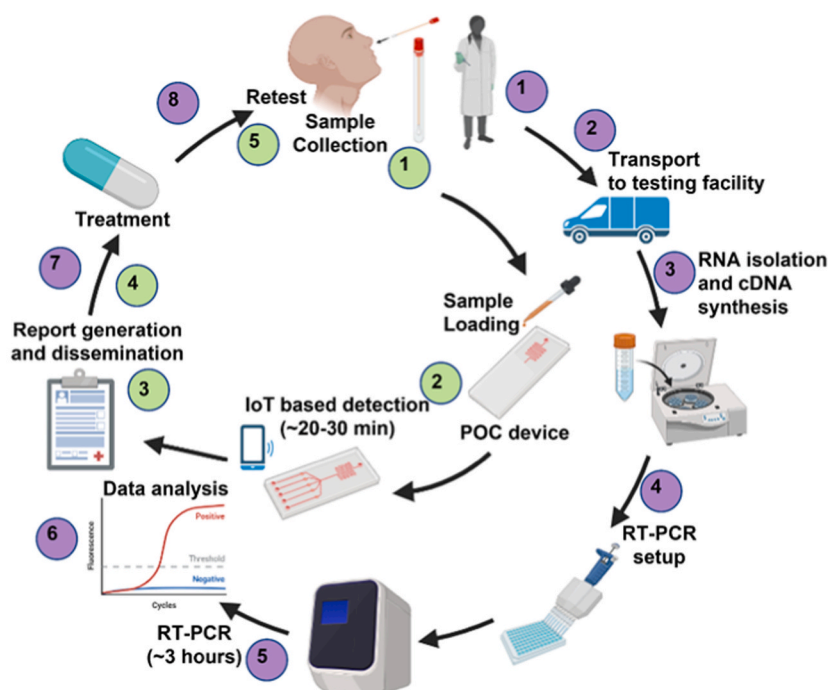 8
Retest
5
Sample
Collection
1
1
2
Transport
to testing facility
3
RNA isolation
and cDNA
synthesis
Treatment
7
4
Report generation
and dissemination
3
Sample
Loading
2
POC device
IoT based detection
(~20-30 min)
Data analysis
6
Fluorescence
Positive
Threshold
Negative
Cycles
4
RT-PCR
setup
RT-PCR
(~3 hours)
5